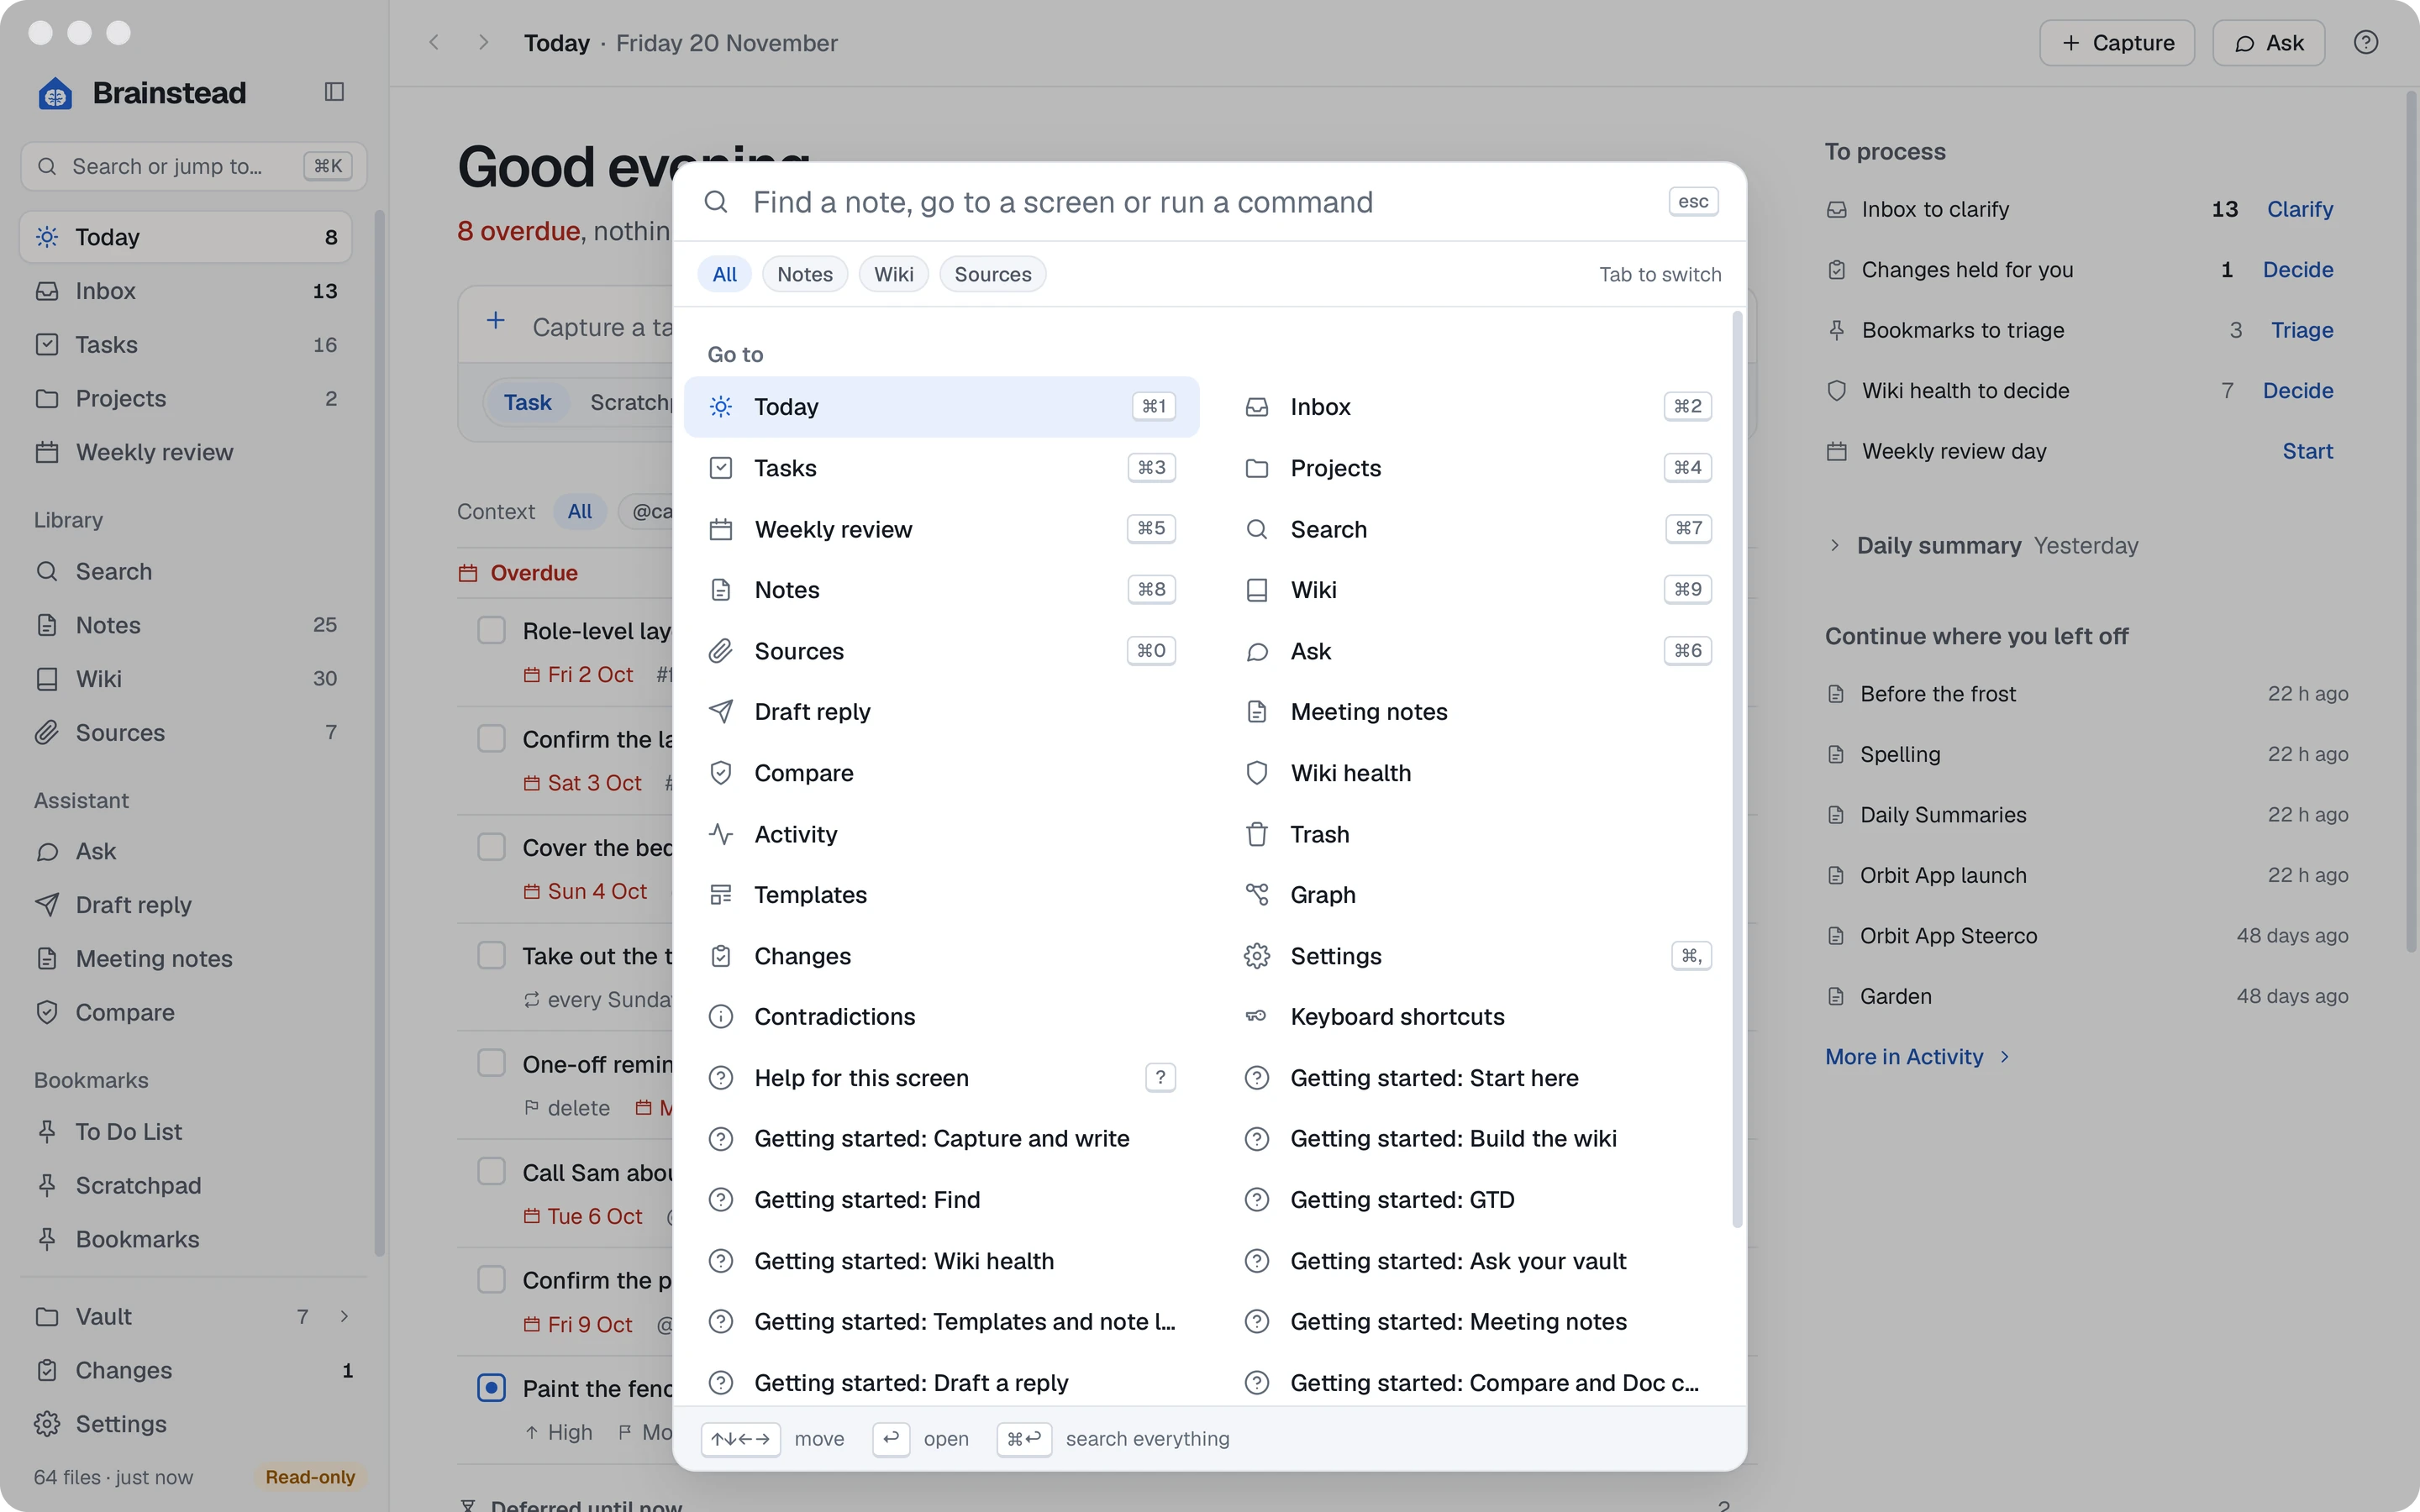 Brainstead
Search or jump to... ⌘K
Today 8
Inbox 13
Tasks 16
Projects 2
Weekly review
Library
Search
Notes 25
Wiki 30
Sources 7
Assistant
Ask
Draft reply
Meeting notes
Compare
Bookmarks
To Do List
Scratchpad
Bookmarks
Vault 7
Changes 1
Settings
64 files · just now Read-only
Today · Friday 20 November
Capture
Ask
Good
8 overdue,
Capture a
Task
Context All
Overdue
Role-level
Fri 2 Oct
Confirm the
Sat 3 Oct
Cover the
Sun 4 Oct
Take out the
every
One-off
delete
Call Sam
Tue 6 Oct
Confirm the
Fri 9 Oct
Paint the
High
Deferred until now 2
Find a note, go to a screen or run a command esc
All Notes Wiki Sources Tab to switch
Go to
Today ⌘1
Inbox ⌘2
Tasks ⌘3
Projects ⌘4
Weekly review ⌘5
Search ⌘7
Notes ⌘8
Wiki ⌘9
Sources ⌘0
Ask ⌘6
Draft reply
Meeting notes
Compare
Wiki health
Activity
Trash
Templates
Graph
Changes
Settings ⌘,
Contradictions
Keyboard shortcuts
Help for this screen ?
Getting started: Start here
Getting started: Capture and write
Getting started: Build the wiki
Getting started: Find
Getting started: GTD
Getting started: Wiki health
Getting started: Ask your vault
Getting started: Templates and note l...
Getting started: Meeting notes
Getting started: Draft a reply
Getting started: Compare and Doc c...
↑↓←→ move ↩ open ⌘↩ search everything
To process
Inbox to clarify 13 Clarify
Changes held for you 1 Decide
Bookmarks to triage 3 Triage
Wiki health to decide 7 Decide
Weekly review day Start
Daily summary Yesterday
Continue where you left off
Before the frost 22 h ago
Spelling 22 h ago
Daily Summaries 22 h ago
Orbit App launch 22 h ago
Orbit App Steerco 48 days ago
Garden 48 days ago
More in Activity